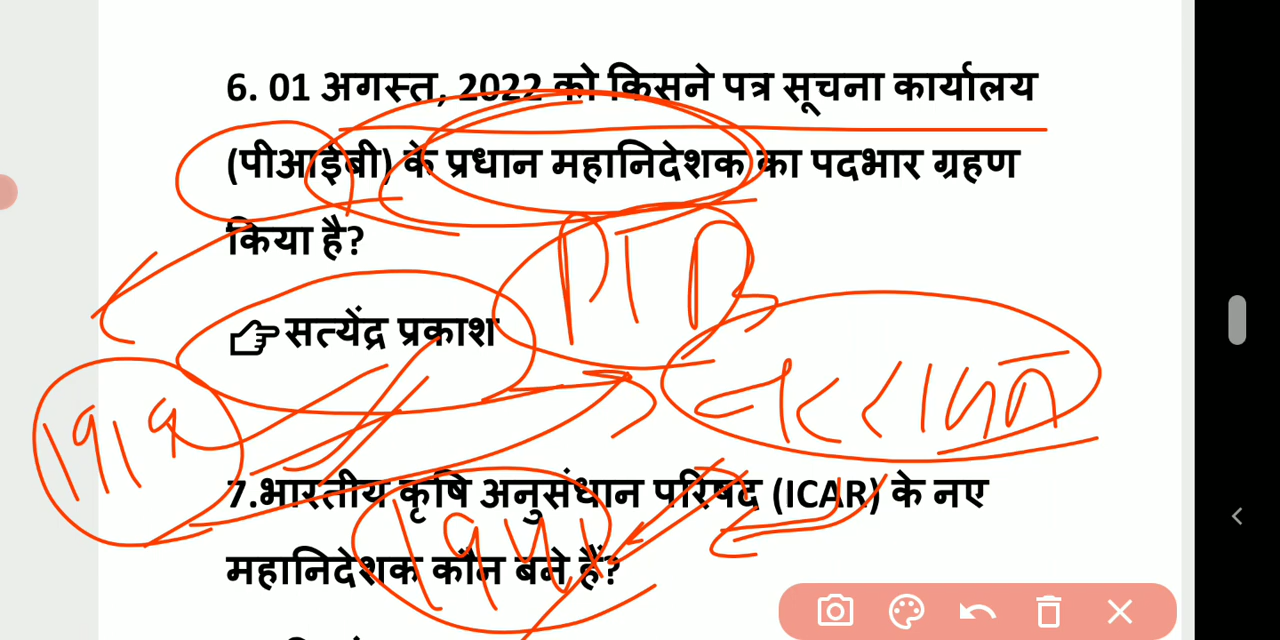 6. 01 अगस्त, 2022 को किसने पत्र सूचना कार्यालय
(पीआईबी) के प्रधान महानिदेशक का पदभार ग्रहण
किया है?
PIB
सत्येंद्र प्रकाश
1919
7.भारतीय कृषि अनुसंधान परिषद (ICAR) के नए
महानिदेशक कौन बने हैं?